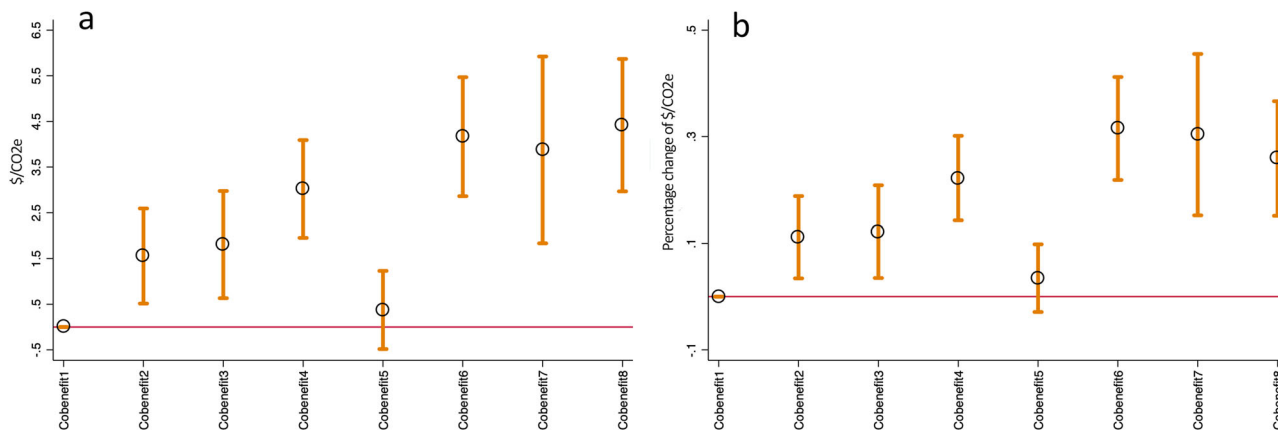 a
$/CO2e
6.5
5.5
4.5
3.5
2.5
1.5
.5
-.5
Cobenefit1
Cobenefit2
Cobenefit3
Cobenefit4
Cobenefit5
Cobenefit6
Cobenefit7
Cobenefit8
b
Percentage change of $/CO2e
.5
.3
.1
-.1
Cobenefit1
Cobenefit2
Cobenefit3
Cobenefit4
Cobenefit5
Cobenefit6
Cobenefit7
Cobenefit8